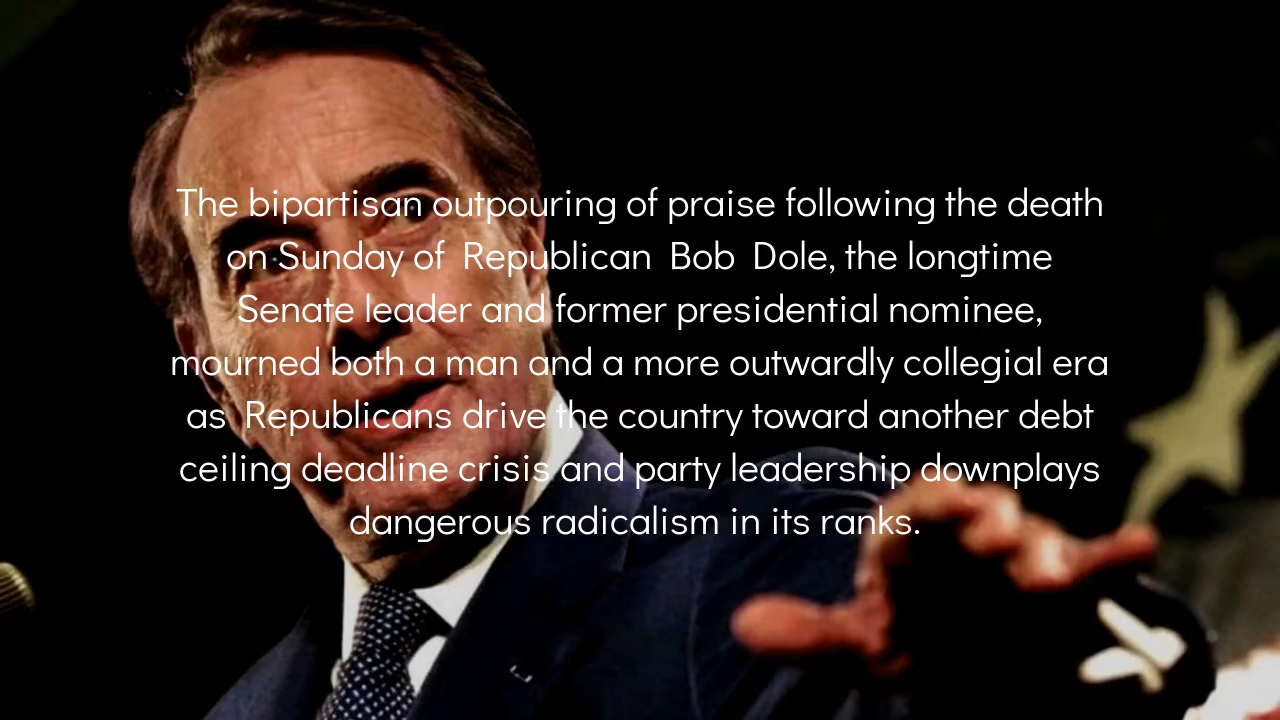 The bipartisan outpouring of praise following the death
on Sunday of Republican Bob Dole, the longtime
Senate leader and former presidential nominee,
mourned both a man and a more outwardly collegial era
as Republicans drive the country toward another debt
ceiling deadline crisis and party leadership downplays
dangerous radicalism in its ranks.